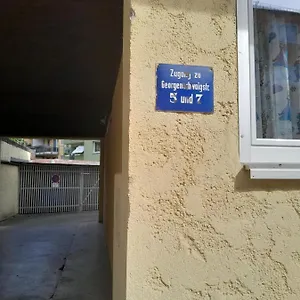 Zugang zu
Georgenschwaigstr.
5 und 7